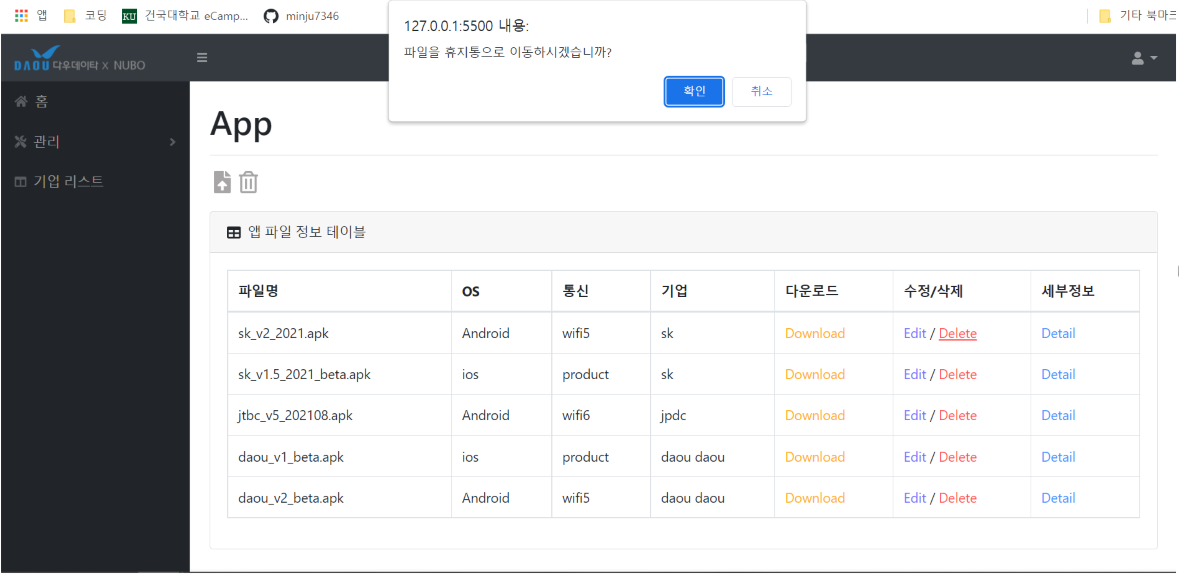 앱 코딩 KU 건국대학교 eCamp... minju7346 기타 북마크
127.0.0.1:5500 내용:
파일을 휴지통으로 이동하시겠습니까?
확인 취소
DAOU 다우데이타 x NUBO
홈
관리
기업 리스트
App
앱 파일 정보 테이블
파일명 OS 통신 기업 다운로드 수정/삭제 세부정보
sk_v2_2021.apk Android wifi5 sk Download Edit / Delete Detail
sk_v1.5_2021_beta.apk ios product sk Download Edit / Delete Detail
jtbc_v5_202108.apk Android wifi6 jpdc Download Edit / Delete Detail
daou_v1_beta.apk ios product daou daou Download Edit / Delete Detail
daou_v2_beta.apk Android wifi5 daou daou Download Edit / Delete Detail